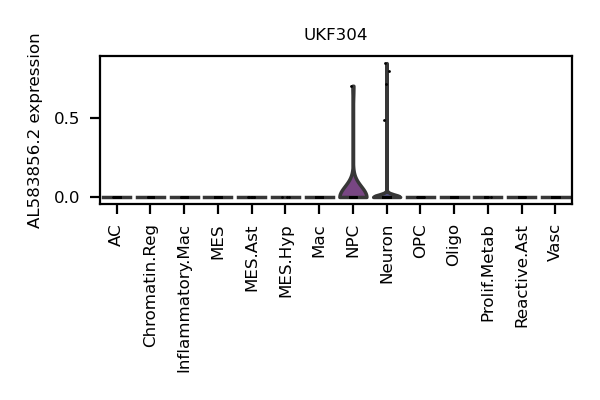 UKF304
AL583856.2 expression
0.5
0.0
AC
Chromatin.Reg
Inflammatory.Mac
MES
MES.Ast
MES.Hyp
Mac
NPC
Neuron
OPC
Oligo
Prolif.Metab
Reactive.Ast
Vasc